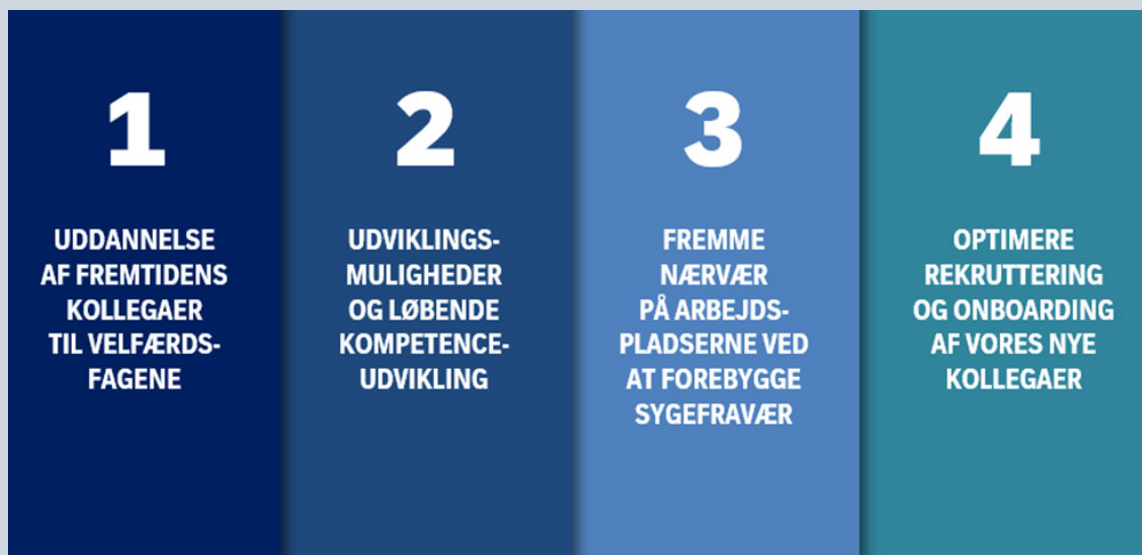 1
UDDANNELSE
AF FREMTIDENS
KOLLEGAER
TIL VELFÆRDS-
FAGENE
2
UDVIKLINGS-
MULIGHEDER
OG LØBENDE
KOMPETENCE-
UDVIKLING
3
FREMME
NÆRVÆR
PÅ ARBEJDS-
PLADSERNE VED
AT FOREBYGGE
SYGEFRAVÆR
4
OPTIMERE
REKRUTTERING
OG ONBOARDING
AF VORES NYE
KOLLEGAER